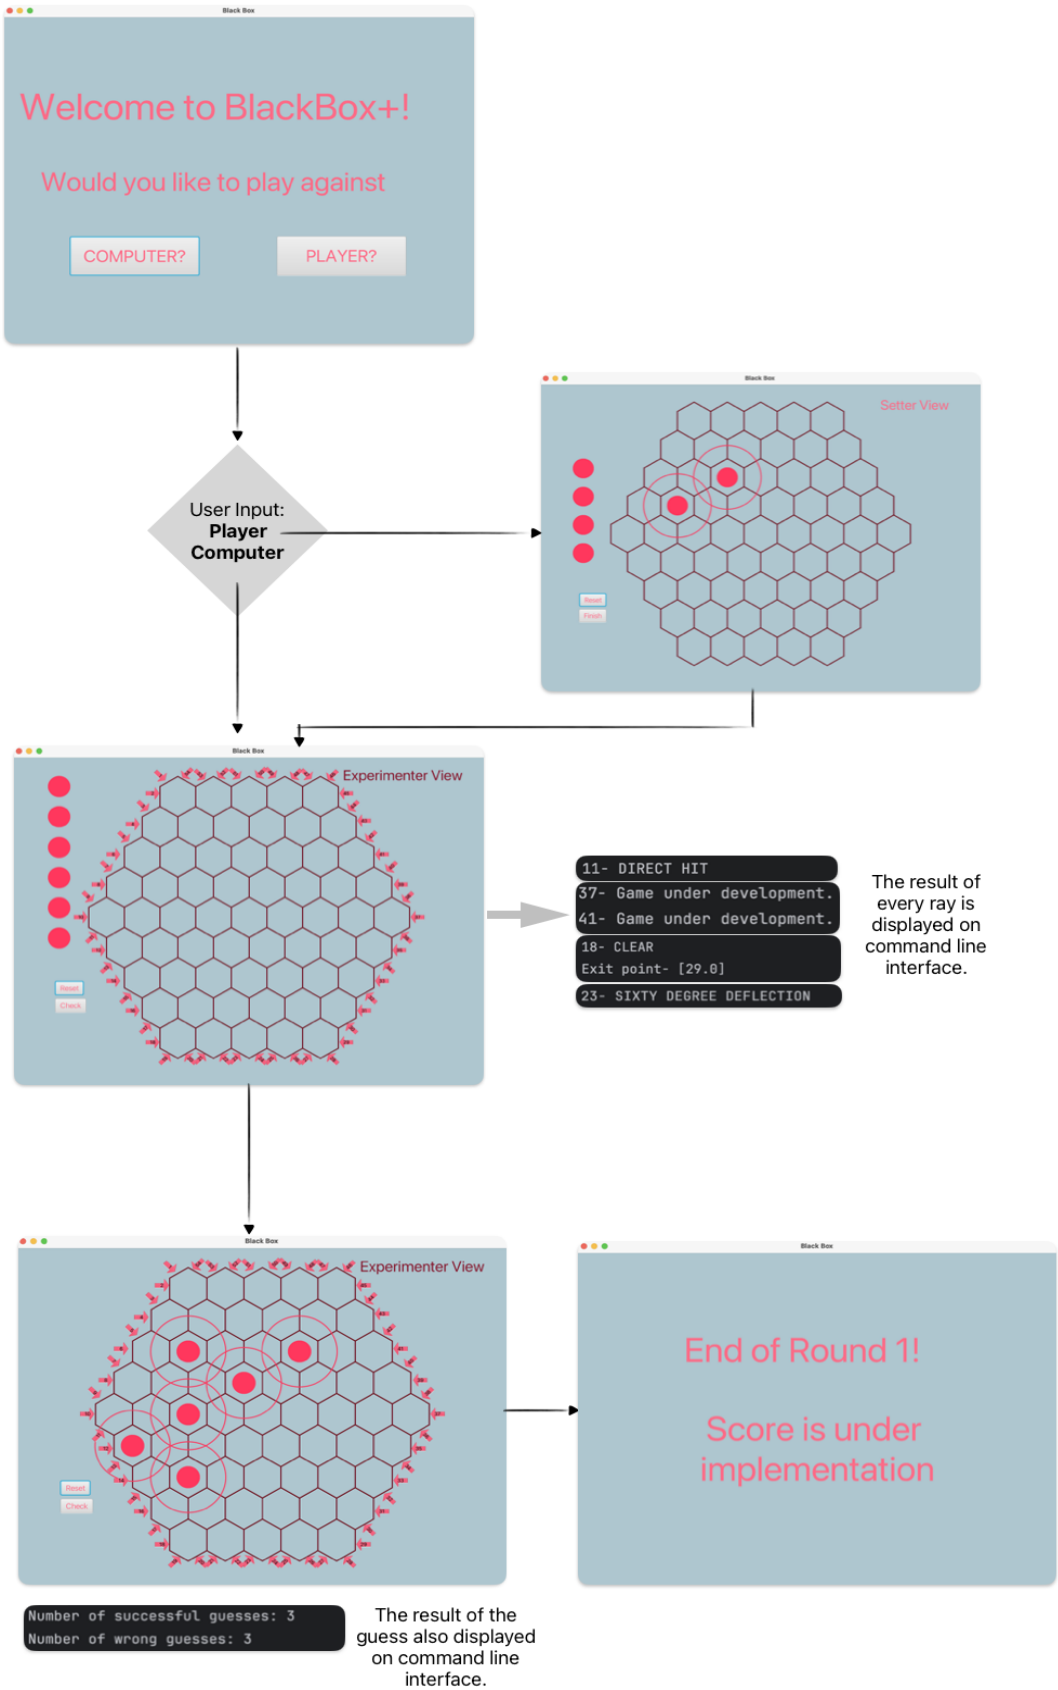 Black Box
Welcome to BlackBox+!
Would you like to play against
COMPUTER?
PLAYER?
User Input:
Player
Computer
Black Box
Setter View
Reset
Finish
Black Box
Experimenter View
Reset
Check
11- DIRECT HIT
37- Game under development.
41- Game under development.
18- CLEAR
Exit point- [29.0]
23- SIXTY DEGREE DEFLECTION
The result of
every ray is
displayed on
command line
interface.
Black Box
Experimenter View
Reset
Check
Number of successful guesses: 3
Number of wrong guesses: 3
The result of the
guess also displayed
on command line
interface.
Black Box
End of Round 1!
Score is under
implementation